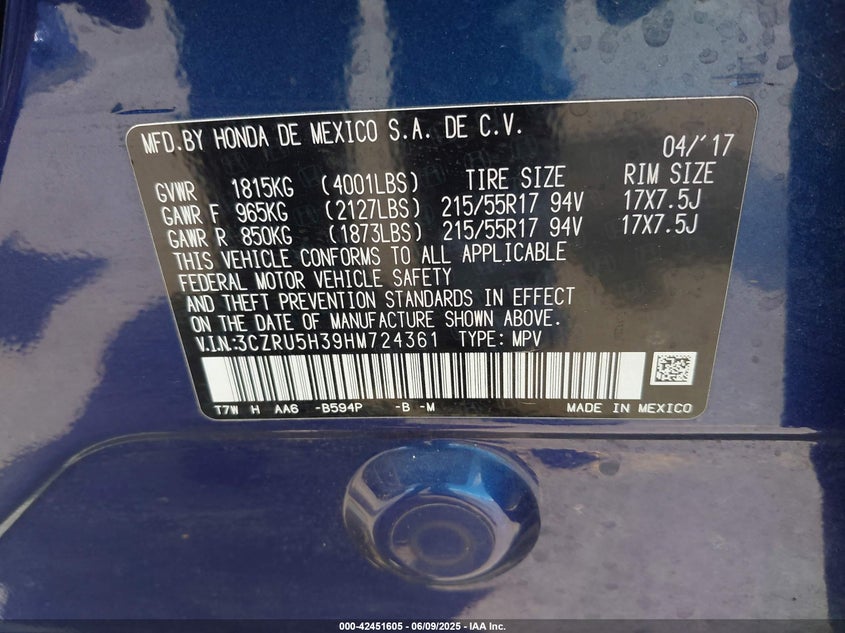 MFD.BY HONDA DE MEXICO S.A. DE C.V. 04/'17
GVWR 1815KG (4001LBS) TIRE SIZE RIM SIZE
GAWR F 965KG (2127LBS) 215/55R17 94V 17X7.5J
GAWR R 850KG (1873LBS) 215/55R17 94V 17X7.5J
THIS VEHICLE CONFORMS TO ALL APPLICABLE
FEDERAL MOTOR VEHICLE SAFETY
AND THEFT PREVENTION STANDARDS IN EFFECT
ON THE DATE OF MANUFACTURE SHOWN ABOVE.
V.I.N.:3CZRU5H39HM724361 TYPE: MPV
T7W H AA6 -B594P -B -M MADE IN MEXICO
000-42451605 - 06/09/2025 - IAA Inc.